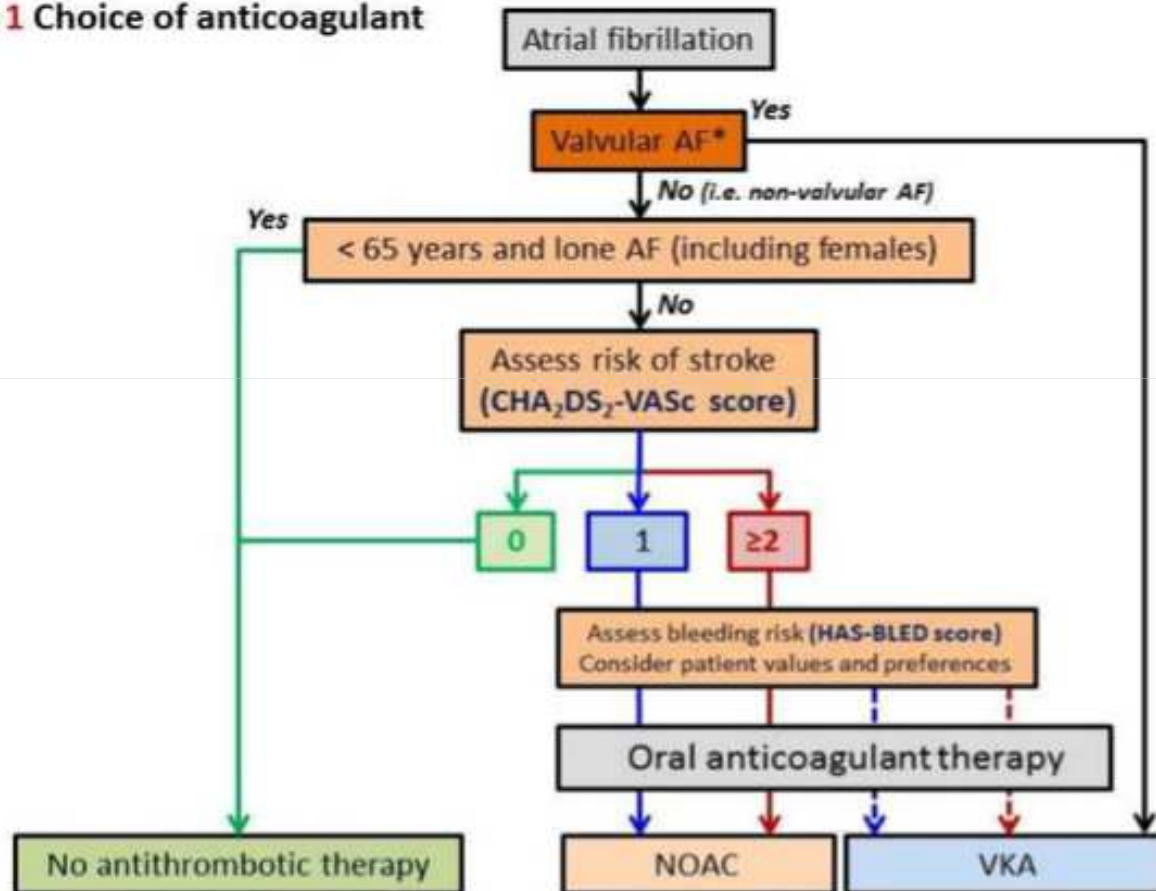 1 Choice of anticoagulant
Atrial fibrillation
Valvular AF*
Yes
No (i.e. non-valvular AF)
Yes
< 65 years and lone AF (including females)
No
Assess risk of stroke
(CHA₂DS₂-VASc score)
0
1
≥2
Assess bleeding risk (HAS-BLED score)
Consider patient values and preferences
Oral anticoagulant therapy
No antithrombotic therapy
NOAC
VKA